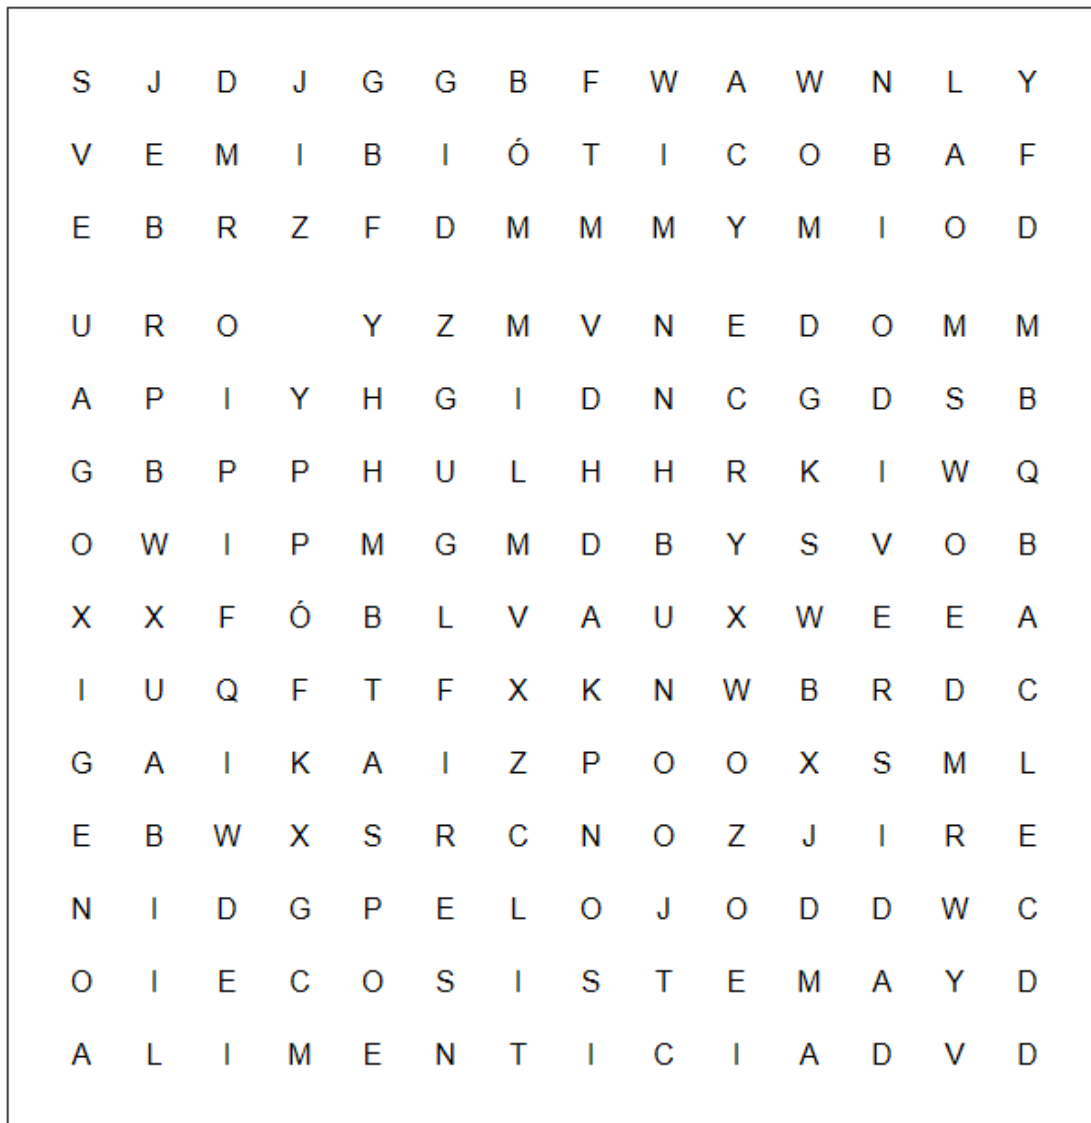 S J D J G G B F W A W N L Y
V E M I B I Ó T I C O B A F
E B R Z F D M M M Y M I O D
U R O Y Z M V N E D O M M
A P I Y H G I D N C G D S B
G B P P H U L H H R K I W Q
O W I P M G M D B Y S V O B
X X F Ó B L V A U X W E E A
I U Q F T F X K N W B R D C
G A I K A I Z P O O X S M L
E B W X S R C N O Z J I R E
N I D G P E L O J O D D W C
O I E C O S I S T E M A Y D
A L I M E N T I C I A D V D